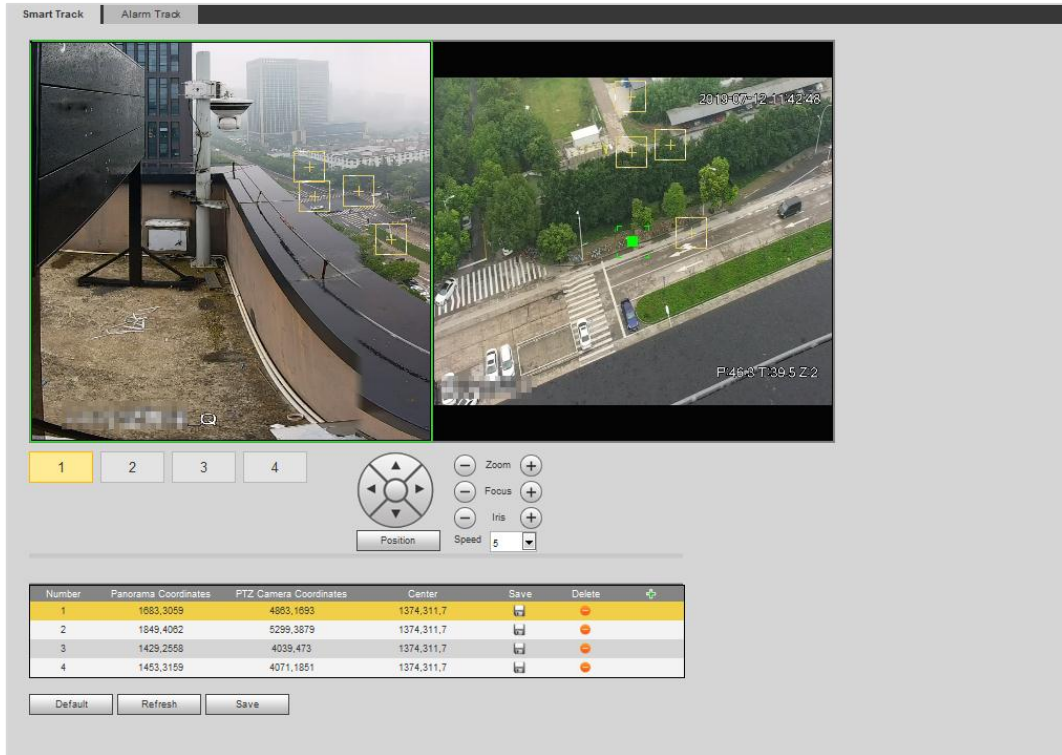 Smart Track Alarm Track
2019-07-12 11:42:48
P:46.8 T:39.5 Z:2
1 2 3 4
Zoom
Focus
Iris
Position Speed 5
Number Panorama Coordinates PTZ Camera Coordinates Center Save Delete
1 1683,3059 4863,1693 1374,311,7
2 1849,4062 5299,3879 1374,311,7
3 1429,2558 4039,473 1374,311,7
4 1453,3159 4071,1851 1374,311,7
Default Refresh Save